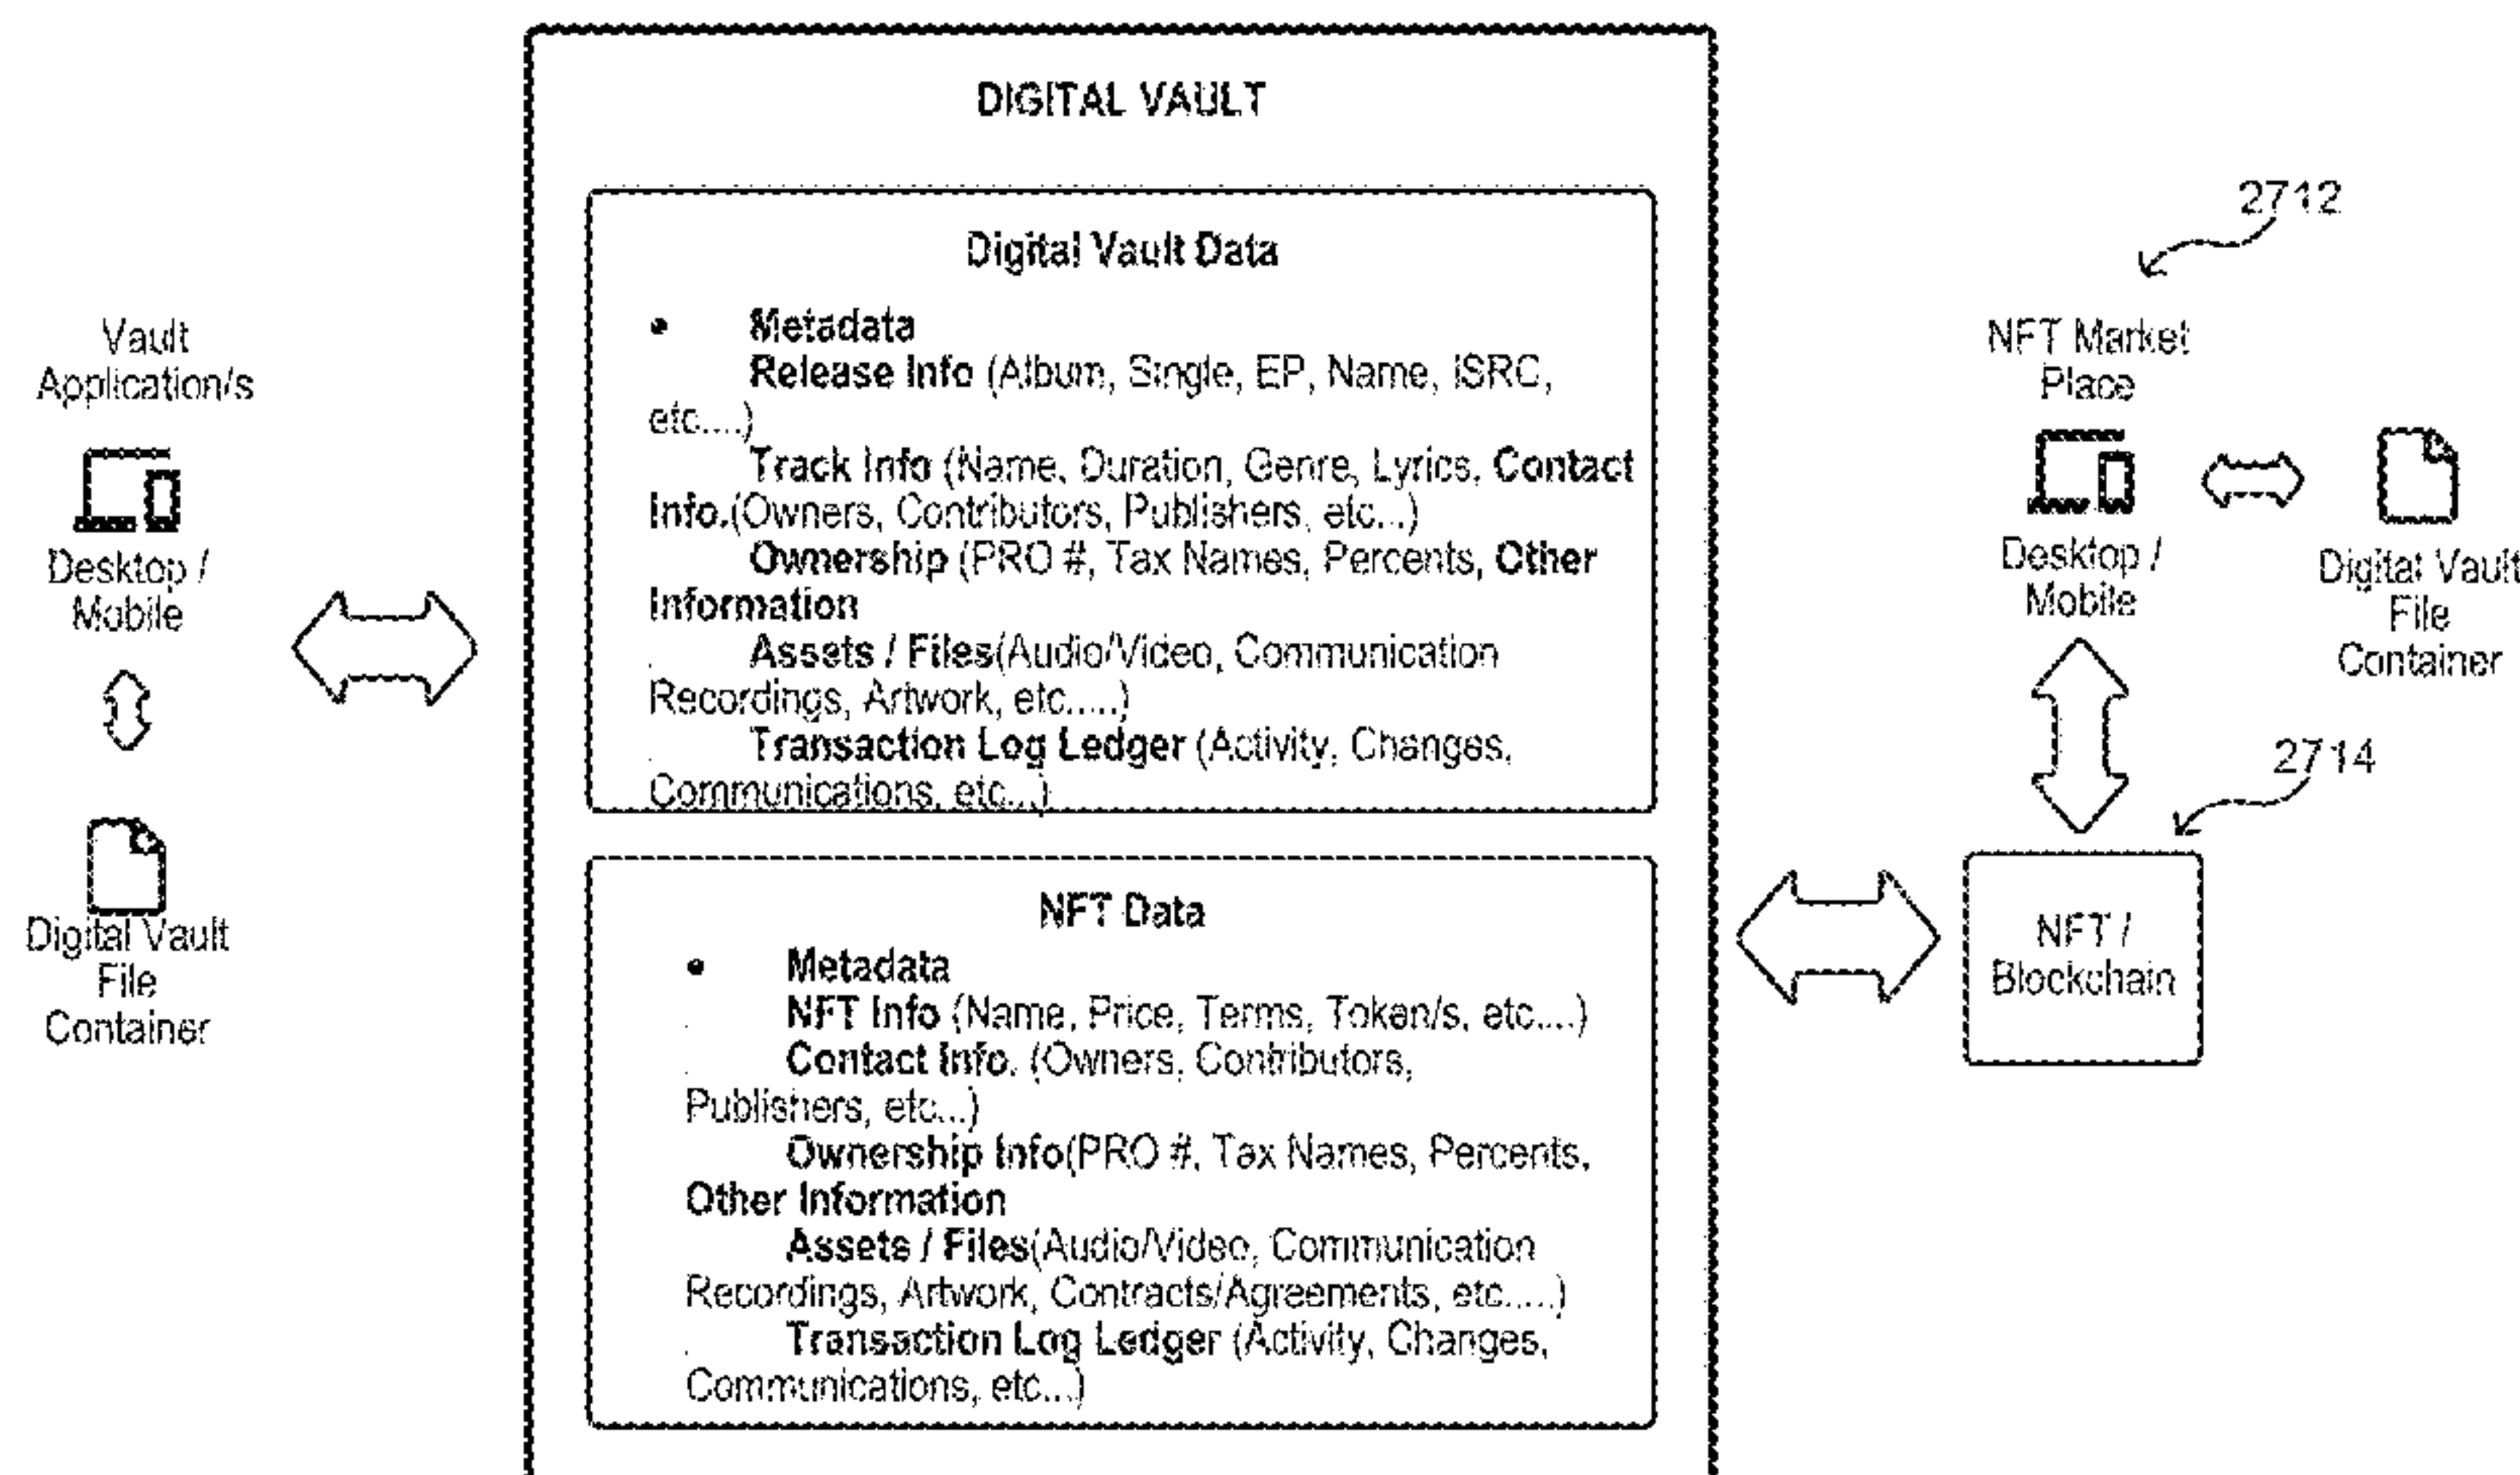 DIGITAL VAULT
Digital Vault Data
• Metadata
Release Info (Album, Single, EP, Name, ISRC,
etc....)
Track Info (Name, Duration, Genre, Lyrics, Contact
Info.(Owners, Contributors, Publishers, etc...)
Ownership (PRO #, Tax Names, Percents, Other
Information
Assets / Files(Audio/Video, Communication
Recordings, Artwork, etc.....)
Transaction Log Ledger (Activity, Changes,
Communications, etc...)
NFT Data
• Metadata
NFT Info (Name, Price, Terms, Token/s, etc....)
Contact Info. (Owners, Contributors,
Publishers, etc...)
Ownership Info(PRO #, Tax Names, Percents,
Other Information
Assets / Files(Audio/Video, Communication
Recordings, Artwork, Contracts/Agreements, etc.....)
Transaction Log Ledger (Activity, Changes,
Communications, etc...)
Vault
Application/s
Desktop /
Mobile
Digital Vault
File
Container
2712
NFT Market
Place
Desktop /
Mobile
Digital Vault
File
Container
2714
NFT /
Blockchain